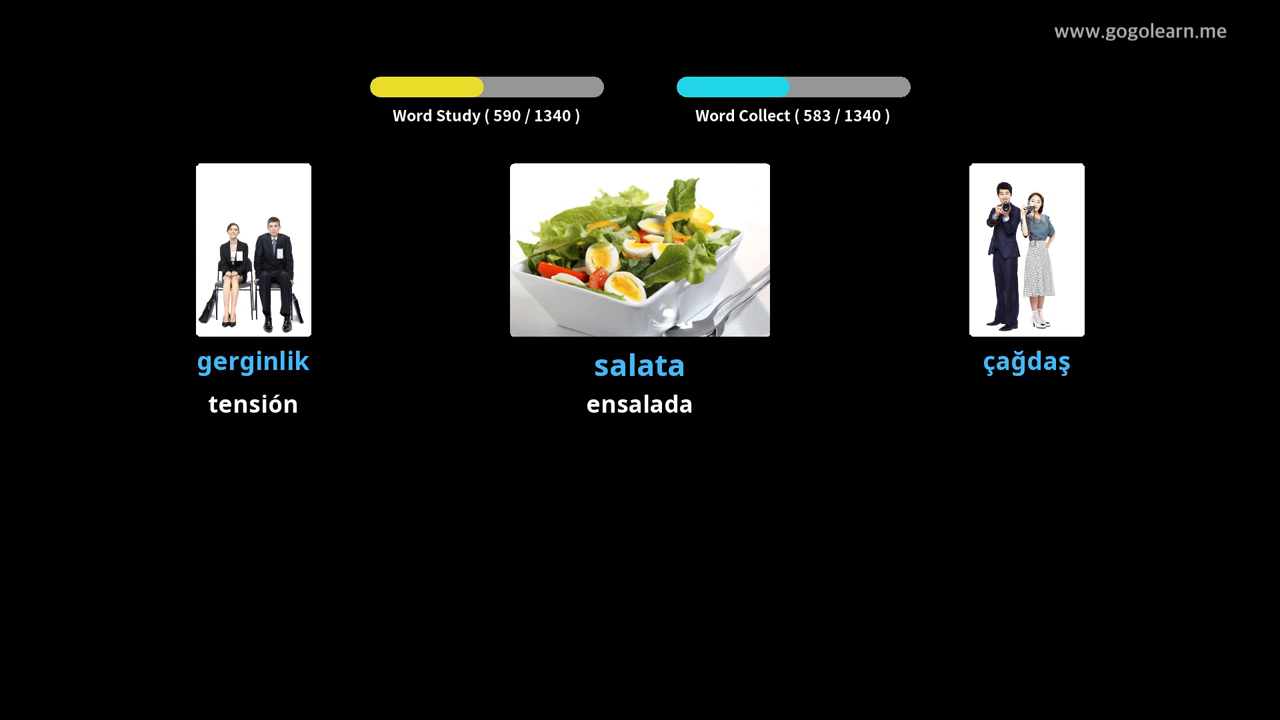 www.gogolearn.me
Word Study ( 590 / 1340 )
Word Collect ( 583 / 1340 )
gerginlik
tensión
salata
ensalada
çağdaş